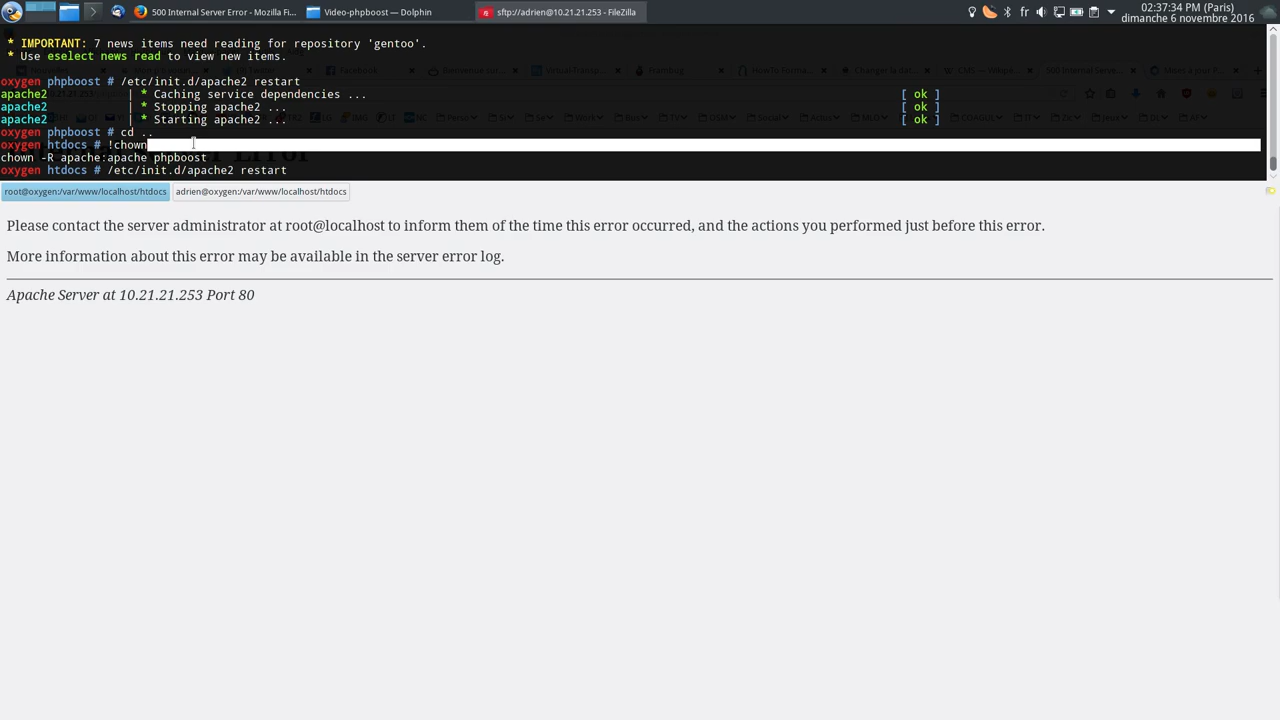 500 Internal Server Error - Mozilla Fi...
Video-phpboost — Dolphin
sftp://adrien@10.21.21.253 - FileZilla
fr
02:37:34 PM (Paris)
dimanche 6 novembre 2016
* IMPORTANT: 7 news items need reading for repository 'gentoo'.
* Use eselect news read to view new items.
oxygen phpboost # /etc/init.d/apache2 restart
apache2 | * Caching service dependencies ... [ ok ]
apache2 | * Stopping apache2 ... [ ok ]
apache2 | * Starting apache2 ... [ ok ]
oxygen phpboost # cd ..
oxygen htdocs # !chown
chown -R apache:apache phpboost
oxygen htdocs # /etc/init.d/apache2 restart
root@oxygen:/var/www/localhost/htdocs
adrien@oxygen:/var/www/localhost/htdocs
Please contact the server administrator at root@localhost to inform them of the time this error occurred, and the actions you performed just before this error.
More information about this error may be available in the server error log.
Apache Server at 10.21.21.253 Port 80